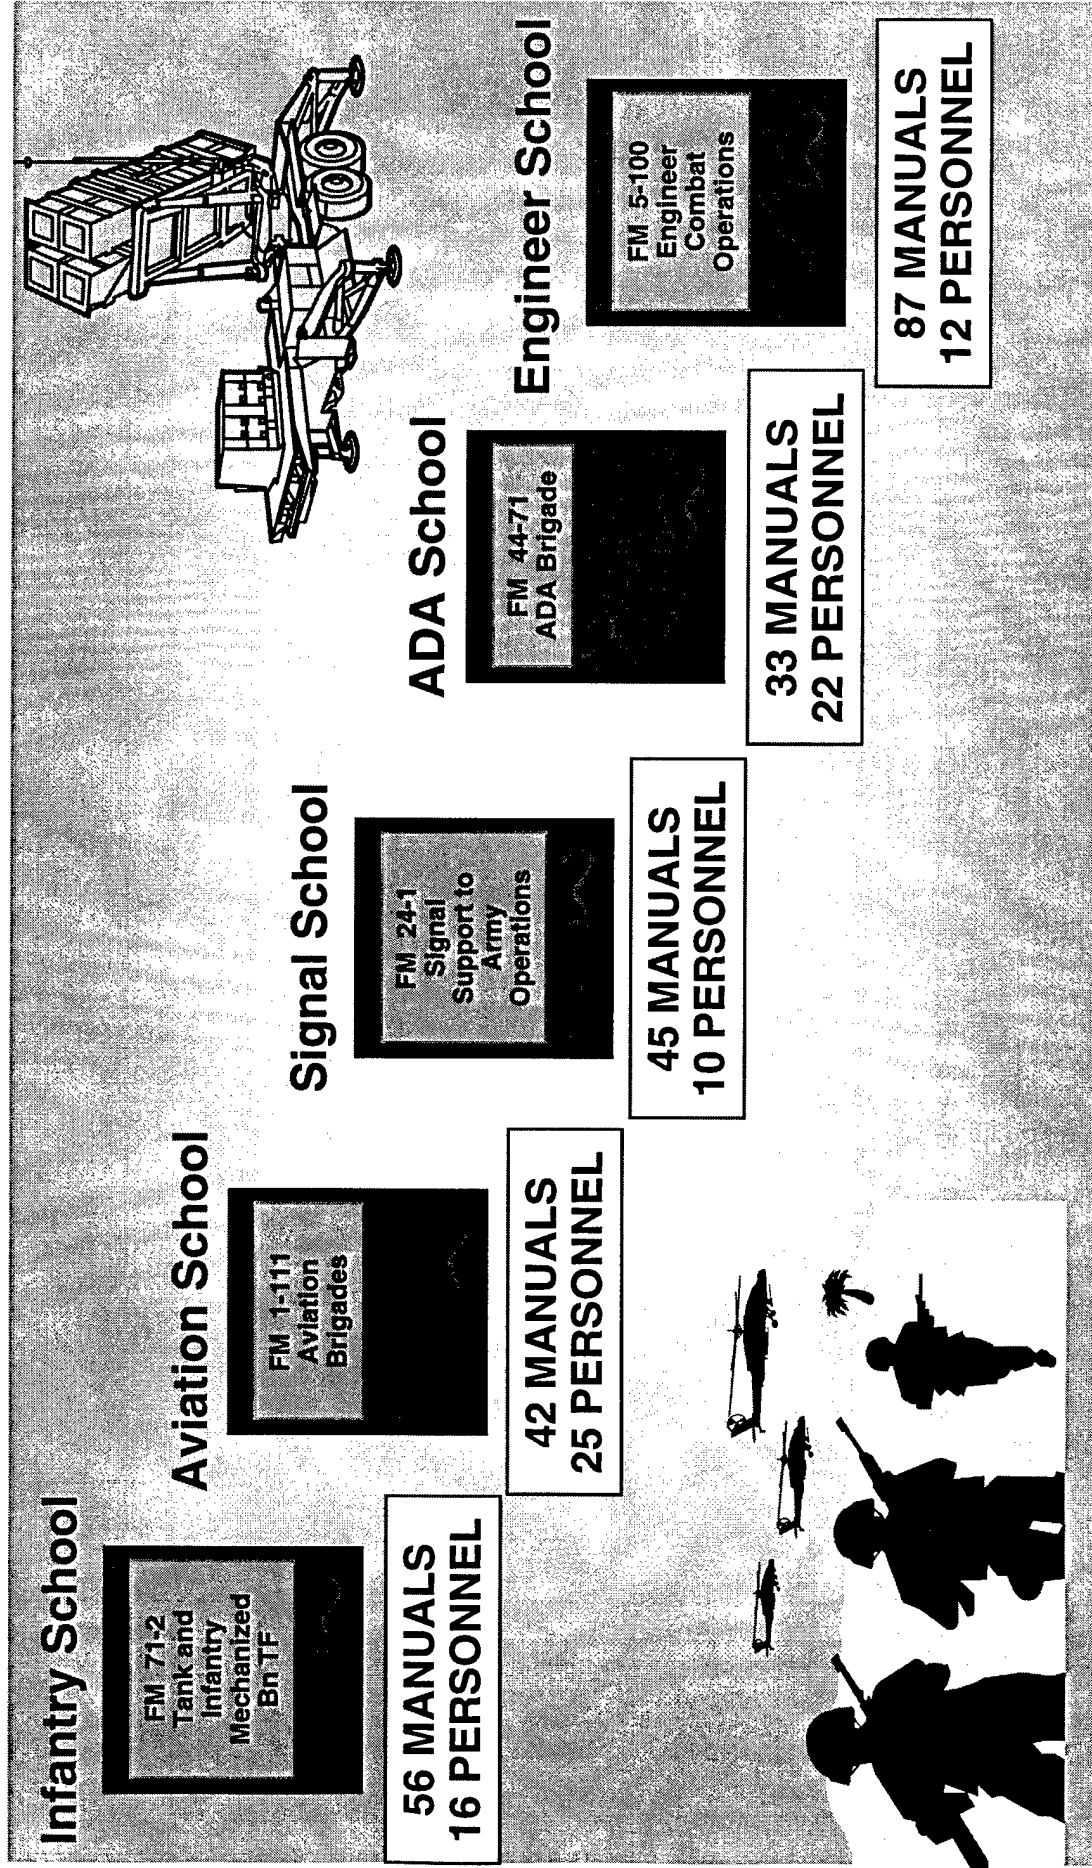 Infantry School
FM 71-2
Tank and
Infantry
Mechanized
Bn TF
56 MANUALS
16 PERSONNEL
Aviation School
FM 1-111
Aviation
Brigades
42 MANUALS
25 PERSONNEL
Signal School
FM 24-1
Signal
Support to
Army
Operations
45 MANUALS
10 PERSONNEL
ADA School
FM 44-71
ADA Brigade
33 MANUALS
22 PERSONNEL
Engineer School
FM 5-100
Engineer
Combat
Operations
87 MANUALS
12 PERSONNEL